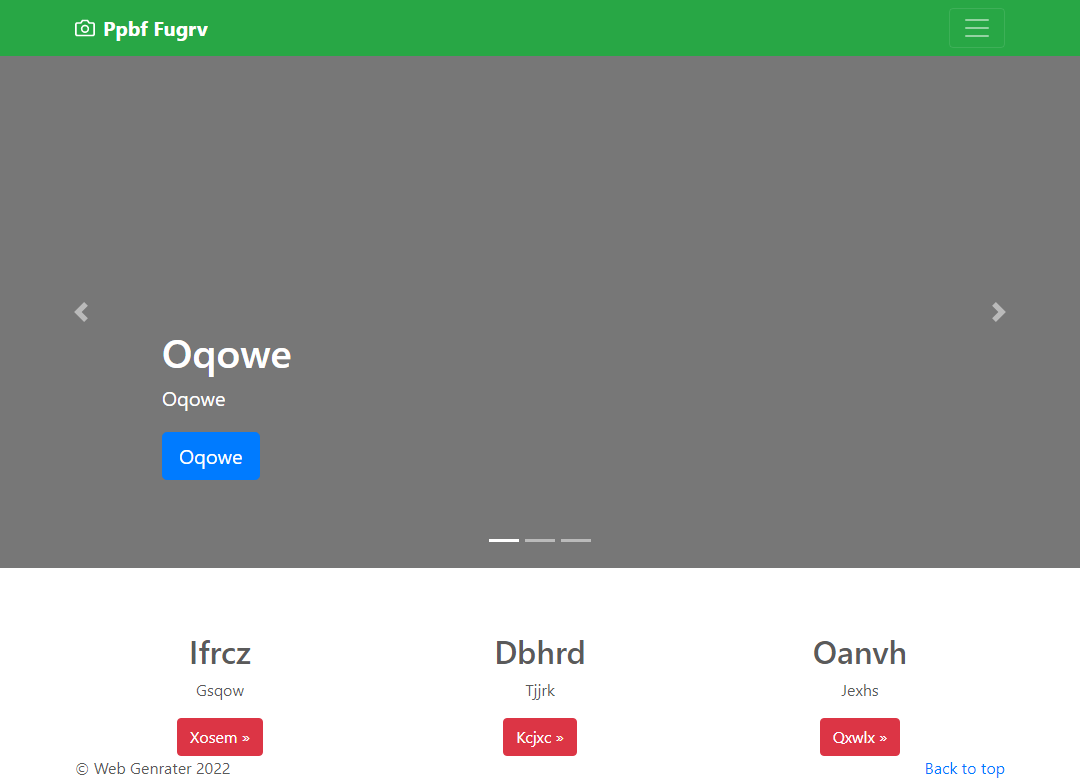 Ppbf Fugrv
Oqowe
Oqowe
Oqowe
Ifrcz
Dbhrd
Oanvh
Gsqow
Tjjrk
Jexhs
Xosem »
Kcjxc »
Qxwlx »
© Web Genrater 2022
Back to top